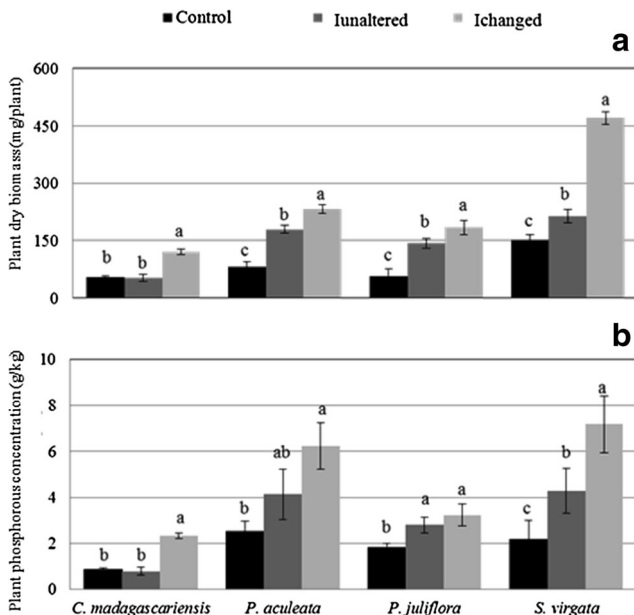 Control Iunaltered Ichanged
a
Plant dry biomass(mg/plant)
600
450
300
150
0
b b a
c b a
c b a
c b a
b
Plant phosphorous concentration (g/kg)
10
8
6
4
2
0
b b a
b ab a
b a a
c b a
C. madagascariensis P. aculeata P. juliflora S. virgata